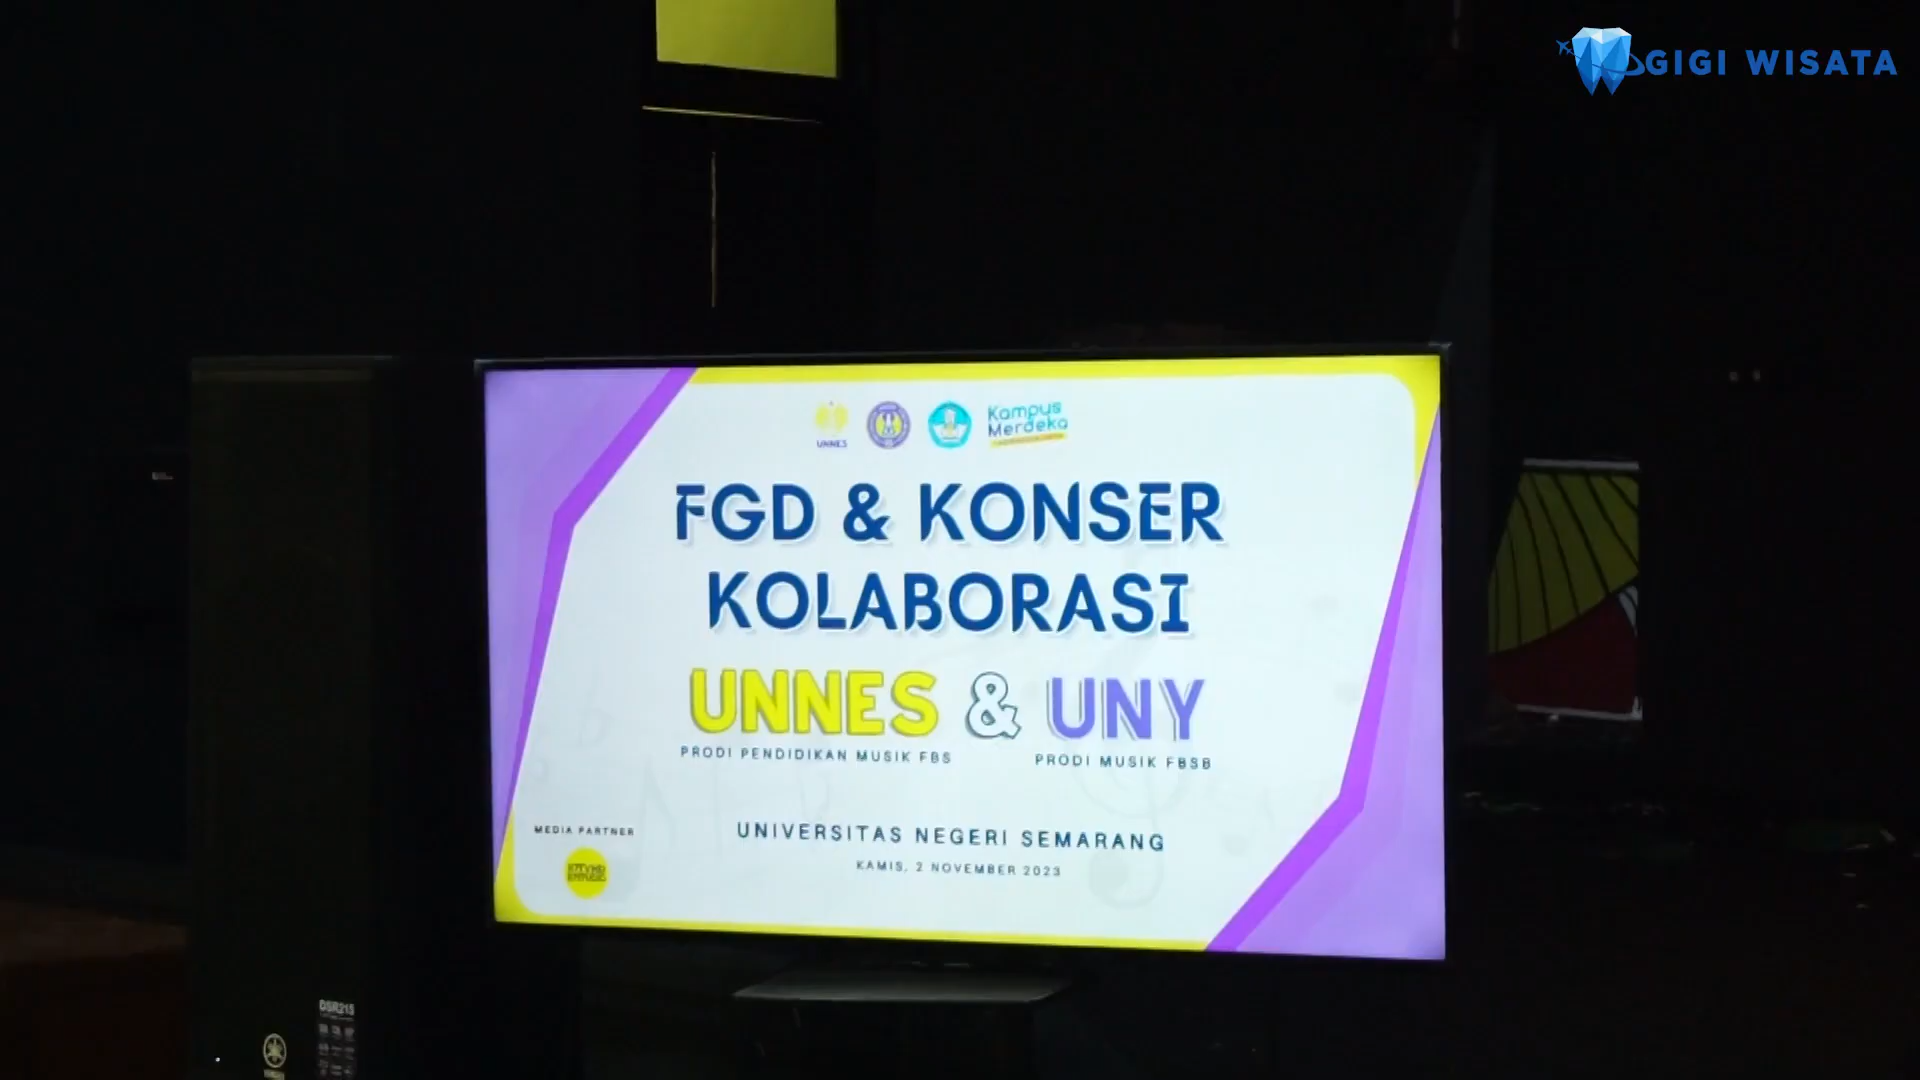 GIGI WISATA
UNNES
Kampus
Merdeka
FGD & KONSER
KOLABORASI
UNNES & UNY
PRODI PENDIDIKAN MUSIK FBS
PRODI MUSIK FBSB
MEDIA PARTNER
UNIVERSITAS NEGERI SEMARANG
KAMIS, 2 NOVEMBER 2023
DSR215